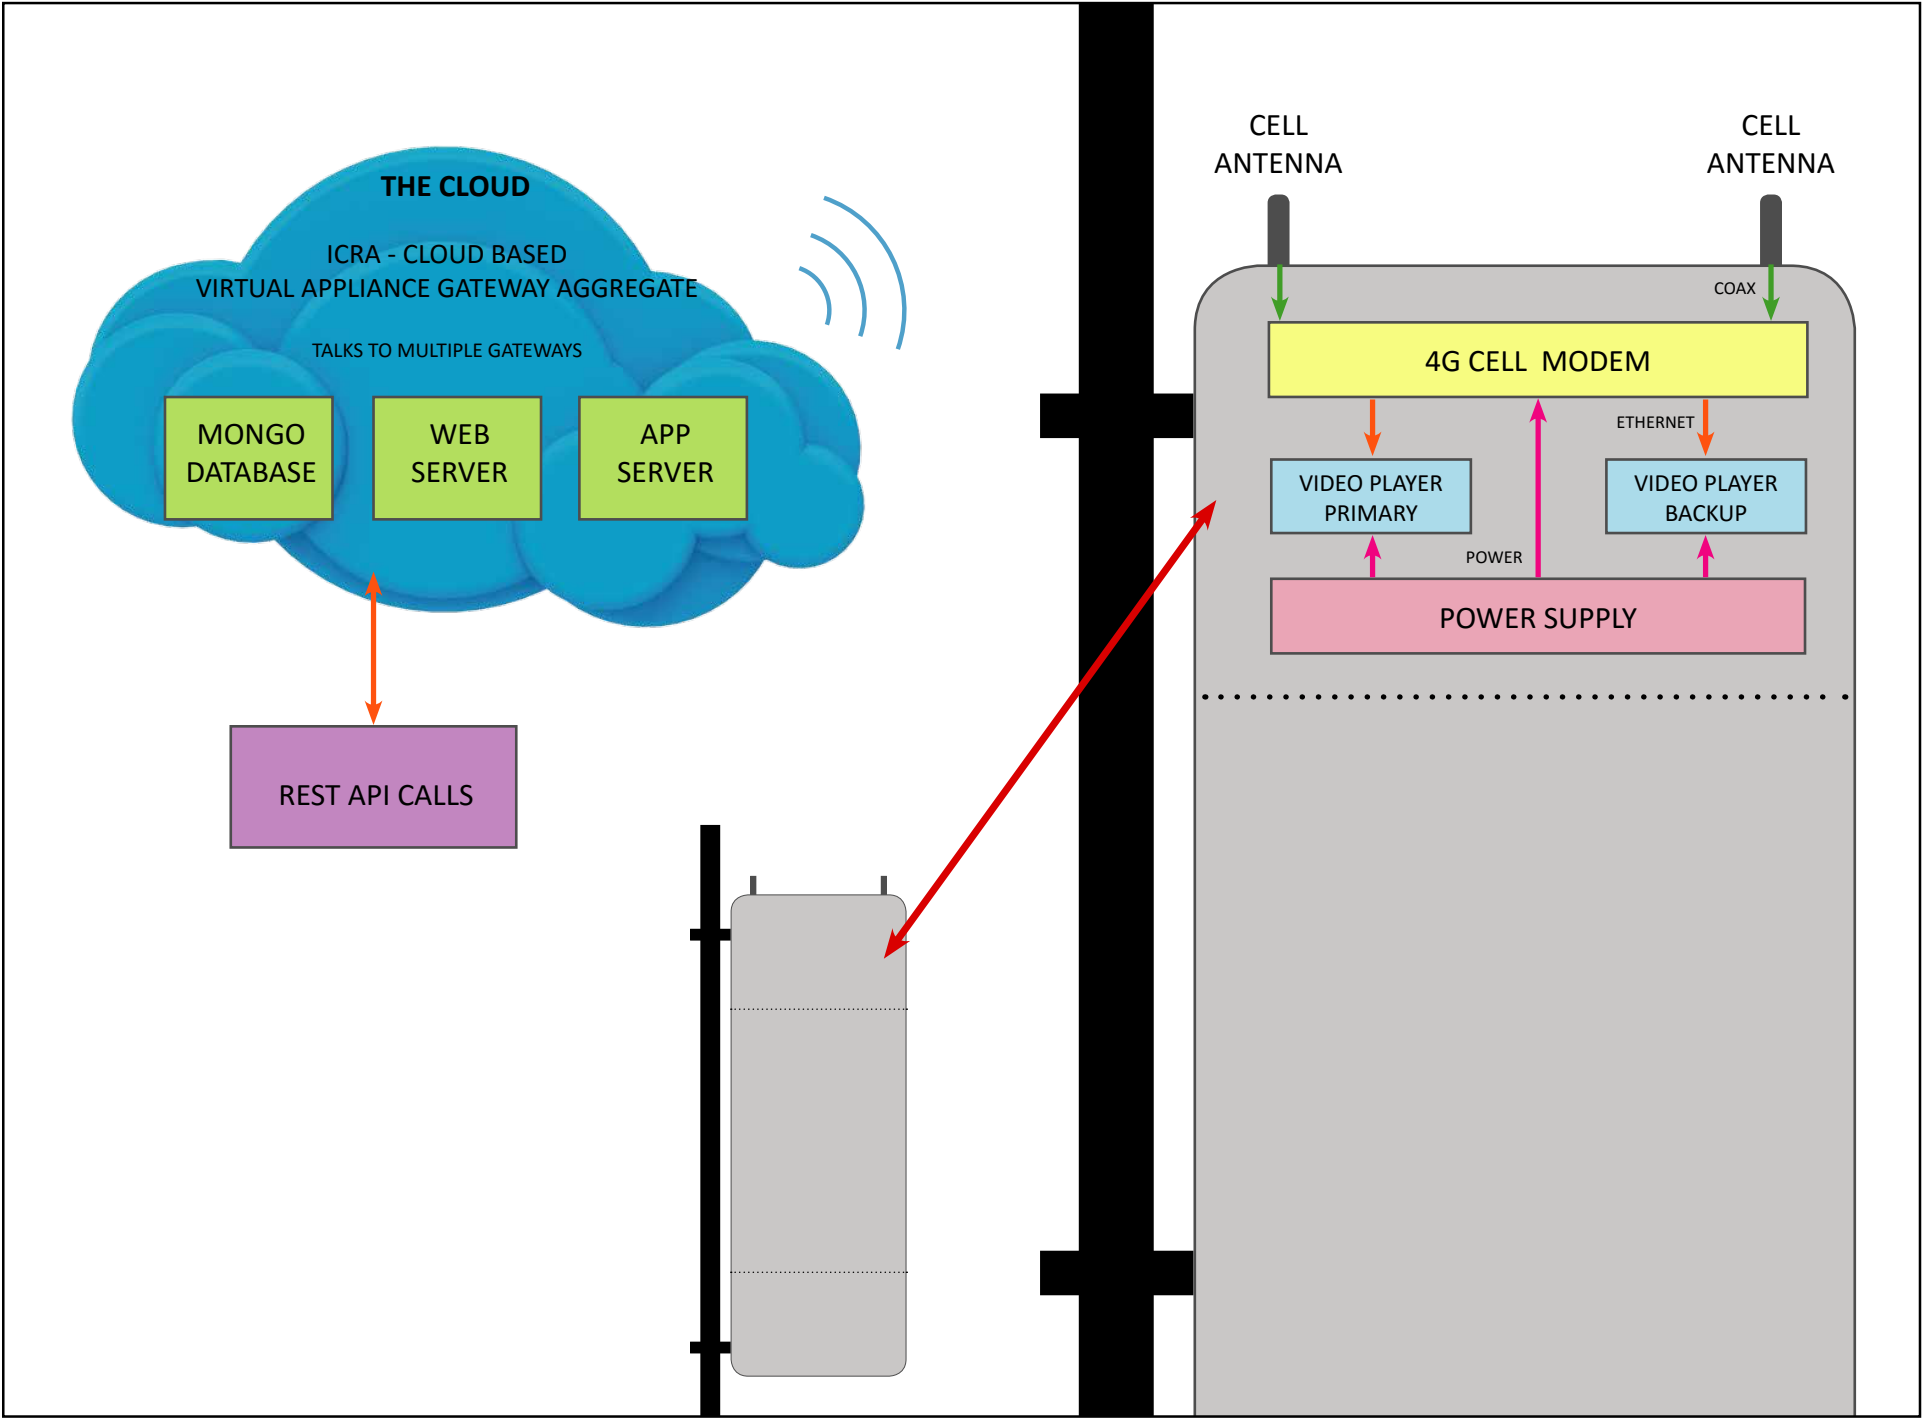 THE CLOUD
ICRA - CLOUD BASED
VIRTUAL APPLIANCE GATEWAY AGGREGATE
TALKS TO MULTIPLE GATEWAYS
MONGO
DATABASE
WEB
SERVER
APP
SERVER
REST API CALLS
CELL
ANTENNA
CELL
ANTENNA
COAX
4G CELL  MODEM
ETHERNET
VIDEO PLAYER
PRIMARY
VIDEO PLAYER
BACKUP
POWER
POWER SUPPLY